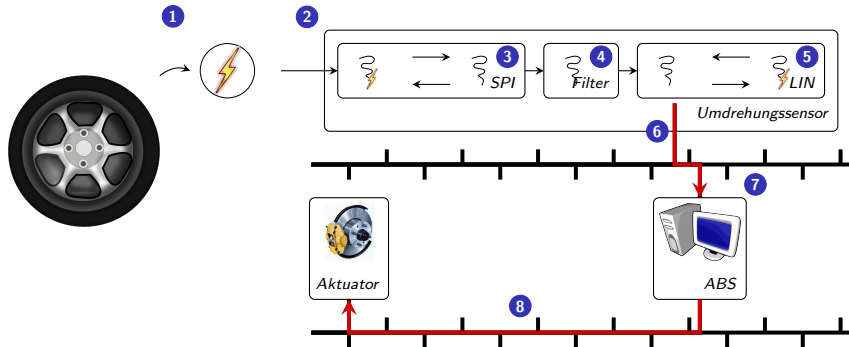 1
2
3
4
5
SPI
Filter
LIN
Umdrehungssensor
6
7
Aktuator
ABS
8